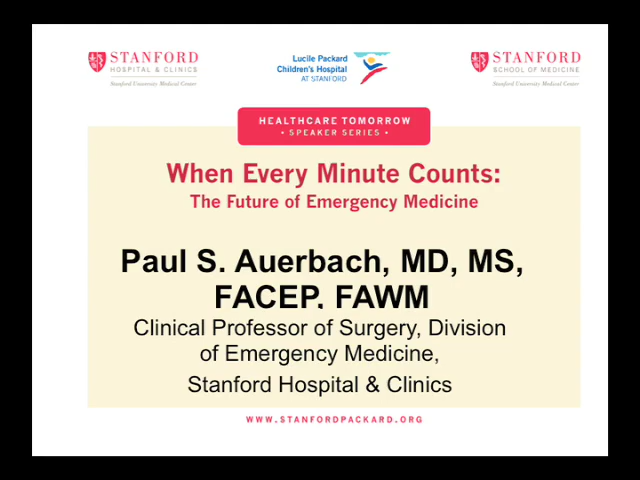 STANFORD
HOSPITAL & CLINICS
Stanford University Medical Center
Lucile Packard
Children's Hospital
AT STANFORD
STANFORD
SCHOOL OF MEDICINE
Stanford University Medical Center
HEALTHCARE TOMORROW
• SPEAKER SERIES •
When Every Minute Counts:
The Future of Emergency Medicine
Paul S. Auerbach, MD, MS,
FACEP, FAWM
Clinical Professor of Surgery, Division
of Emergency Medicine,
Stanford Hospital & Clinics
WWW.STANFORDPACKARD.ORG